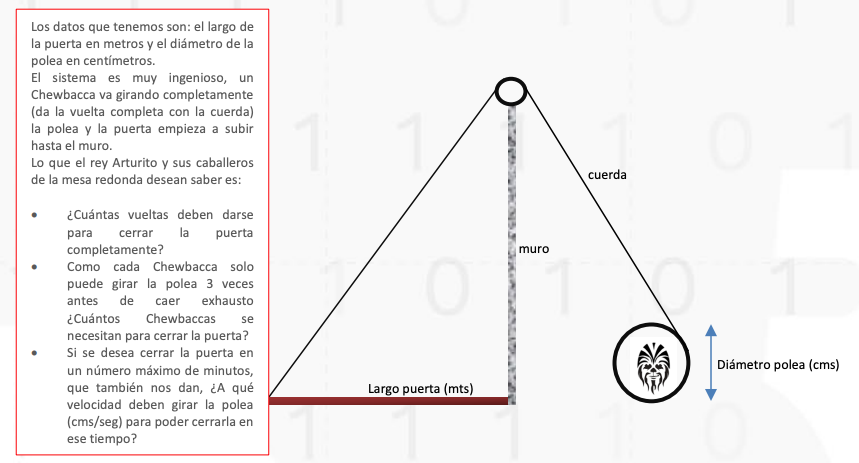 Los datos que tenemos son: el largo de
la puerta en metros y el diámetro de la
polea en centímetros.
El sistema es muy ingenioso, un
Chewbacca va girando completamente
(da la vuelta completa con la cuerda)
la polea y la puerta empieza a subir
hasta el muro.
Lo que el rey Arturito y sus caballeros
de la mesa redonda desean saber es:
• ¿Cuántas vueltas deben darse
para cerrar la puerta
completamente?
• Como cada Chewbacca solo
puede girar la polea 3 veces
antes de caer exhausto
¿Cuántos Chewbaccas se
necesitan para cerrar la puerta?
• Si se desea cerrar la puerta en
un número máximo de minutos,
que también nos dan, ¿A qué
velocidad deben girar la polea
(cms/seg) para poder cerrarla en
ese tiempo?
cuerda
muro
Largo puerta (mts)
Diámetro polea (cms)